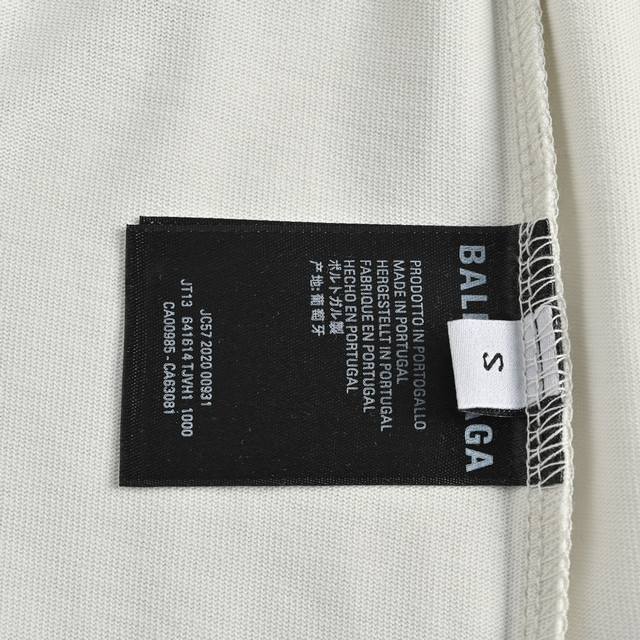 BAL AGA
S
PRODOTTO IN PORTOGALLO
MADE IN PORTUGAL
HERGESTELLT IN PORTUGAL
FABRIQUE EN PORTUGAL
HECHO EN PORTUGAL
ポルトガル製
产地:葡萄牙
JC57 2020 00931
JT13 641614 TJVH1 1000
CA00985 - CA63081